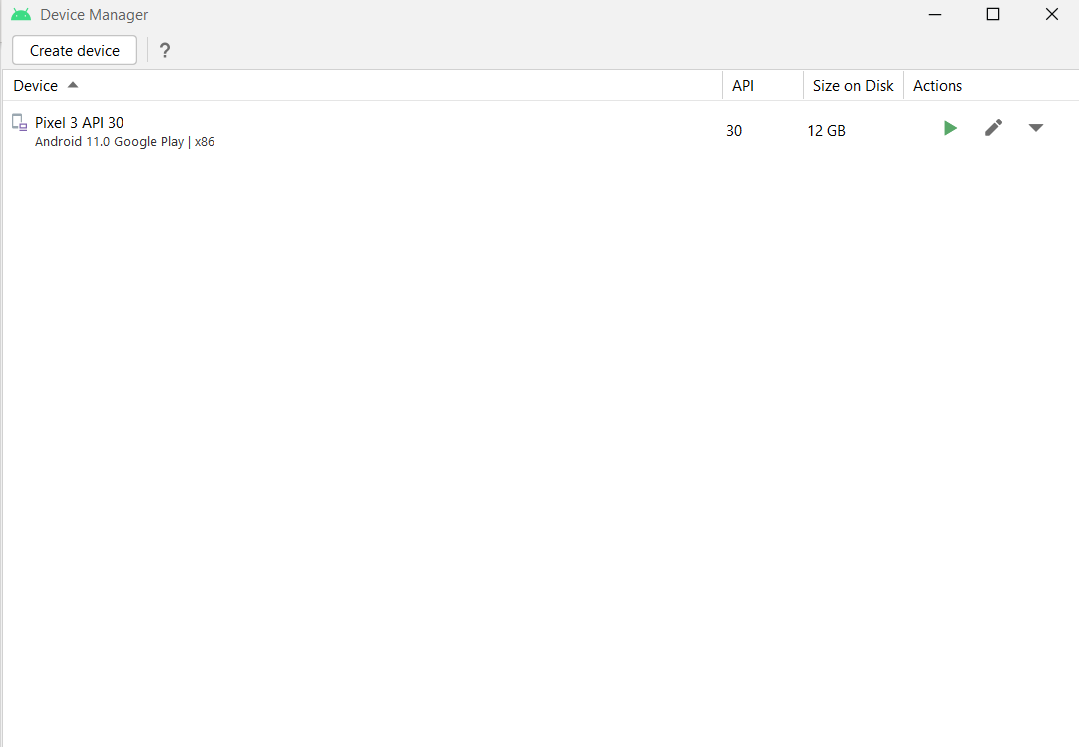 Device Manager
Create device ?
Device API Size on Disk Actions
Pixel 3 API 30
Android 11.0 Google Play | x86
30 12 GB